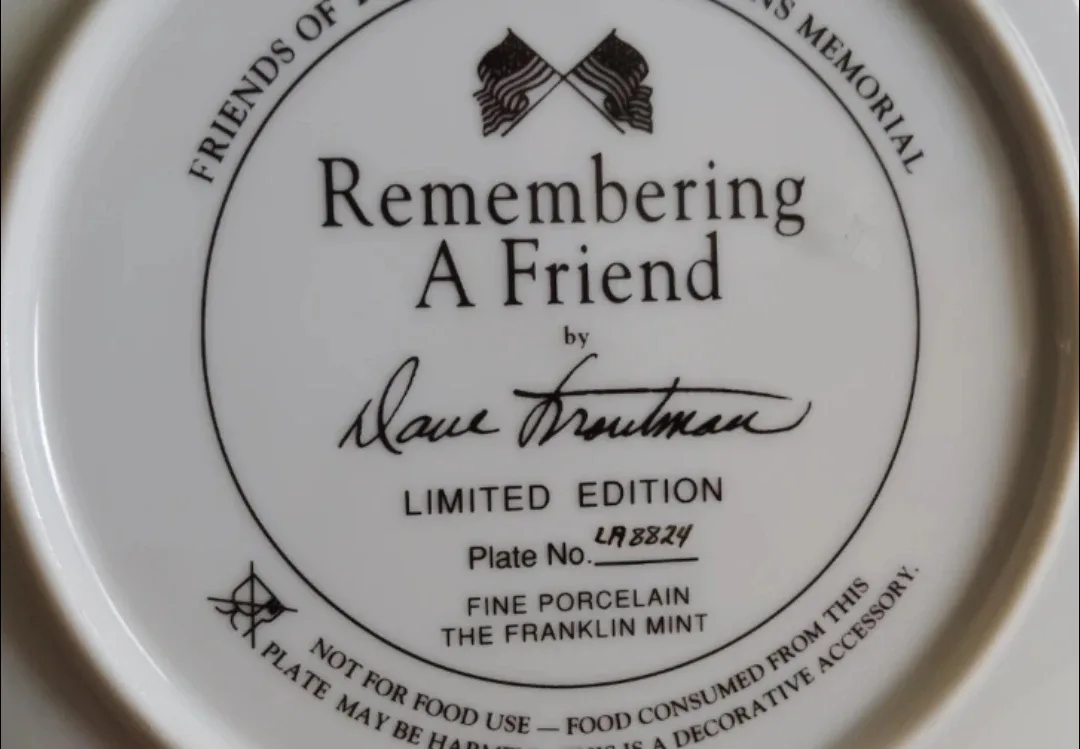 FRIENDS OF
MEMORIAL
Remembering
A Friend
by
Dave Troutman
LIMITED EDITION
Plate No. LA8824
FINE PORCELAIN
THE FRANKLIN MINT
NOT FOR FOOD USE — FOOD CONSUMED FROM THIS
PLATE MAY BE IS A DECORATIVE ACCESSORY.